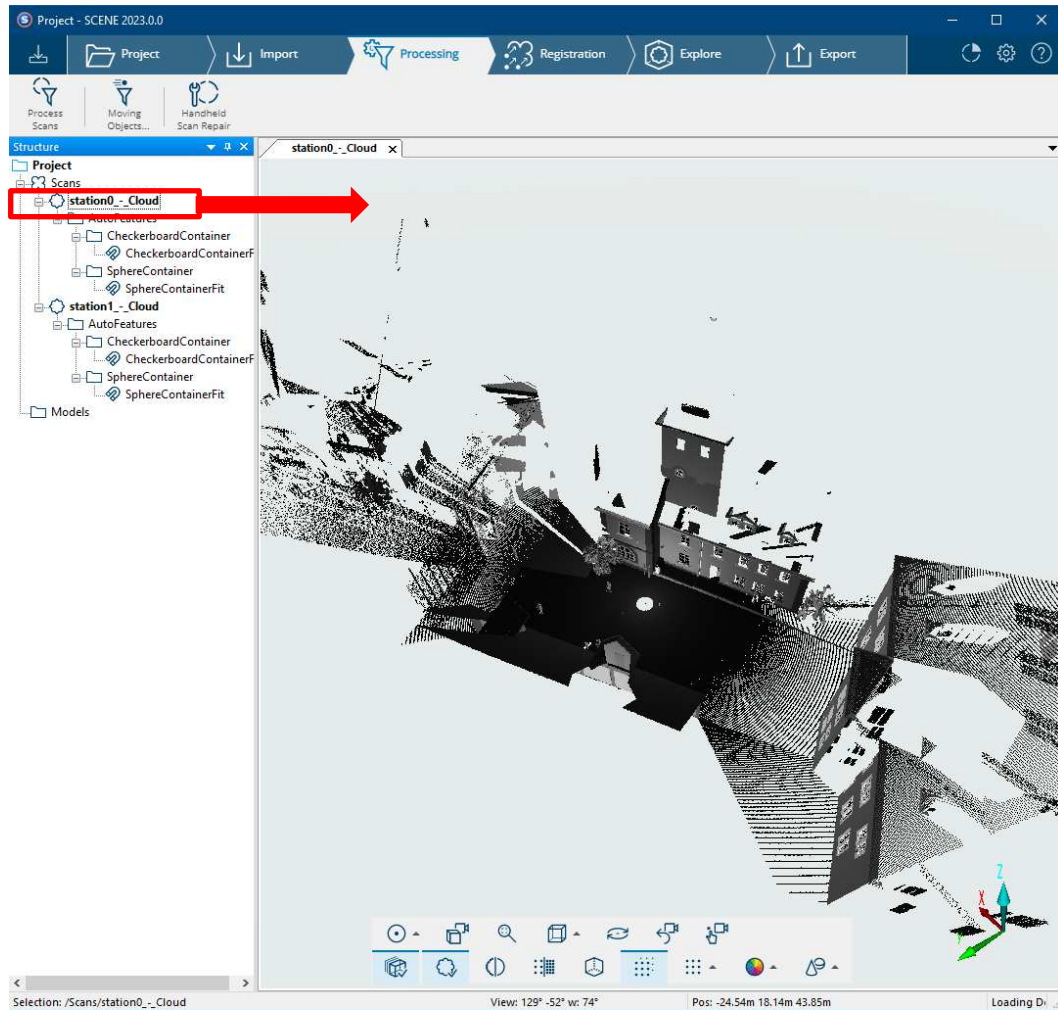 Project - SCENE 2023.0.0
Project
Import
Processing
Registration
Explore
Export
Process Scans
Moving Objects...
Handheld Scan Repair
Structure
station0_-_Cloud
Project
Scans
station0_-_Cloud
AutoFeatures
CheckerboardContainer
CheckerboardContainerF
SphereContainer
SphereContainerFit
station1_-_Cloud
AutoFeatures
CheckerboardContainer
CheckerboardContainerF
SphereContainer
SphereContainerFit
Models
Z
X
Y
Selection: /Scans/station0_-_Cloud
View: 129° -52° w: 74°
Pos: -24.54m 18.14m 43.85m
Loading D